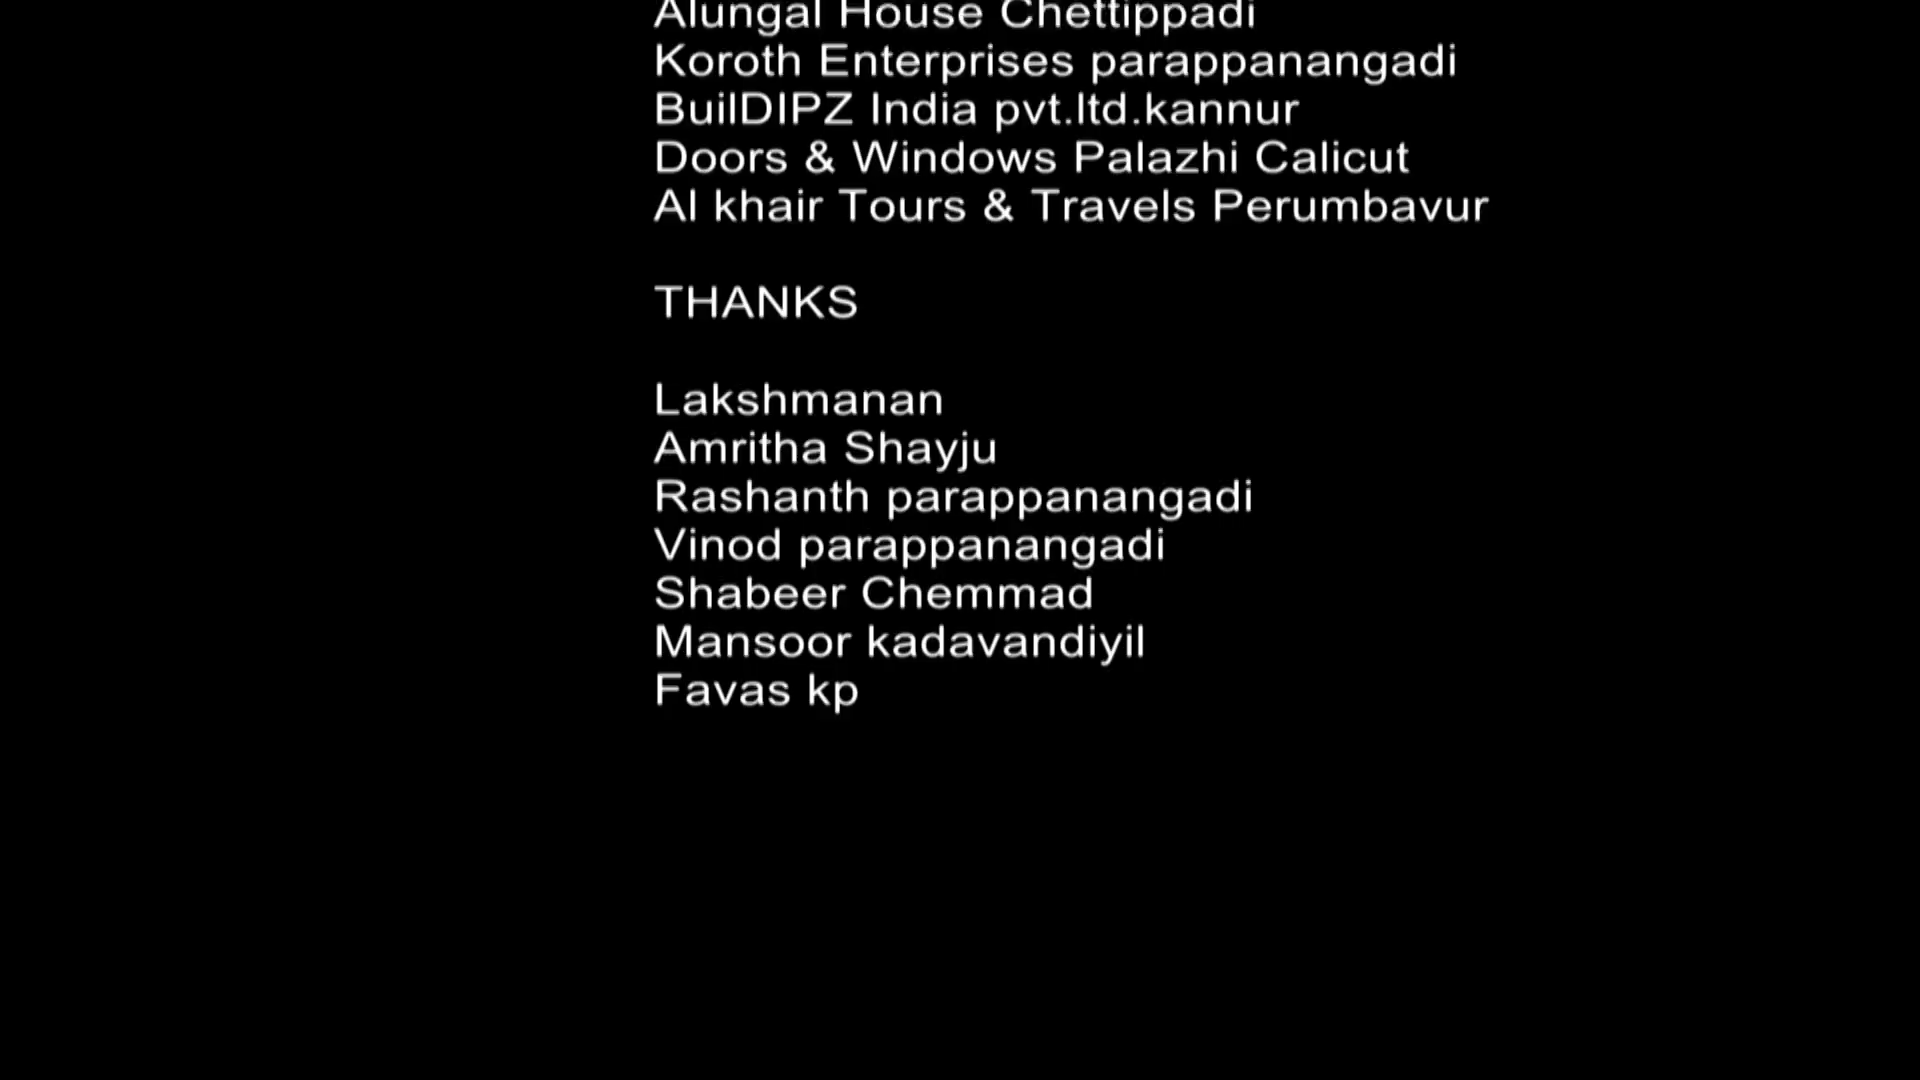 Alungal House Chettippadi
Koroth Enterprises parappanangadi
BuilDIPZ India pvt.ltd.kannur
Doors & Windows Palazhi Calicut
Al khair Tours & Travels Perumbavur
THANKS
Lakshmanan
Amritha Shayju
Rashanth parappanangadi
Vinod parappanangadi
Shabeer Chemmad
Mansoor kadavandiyil
Favas kp